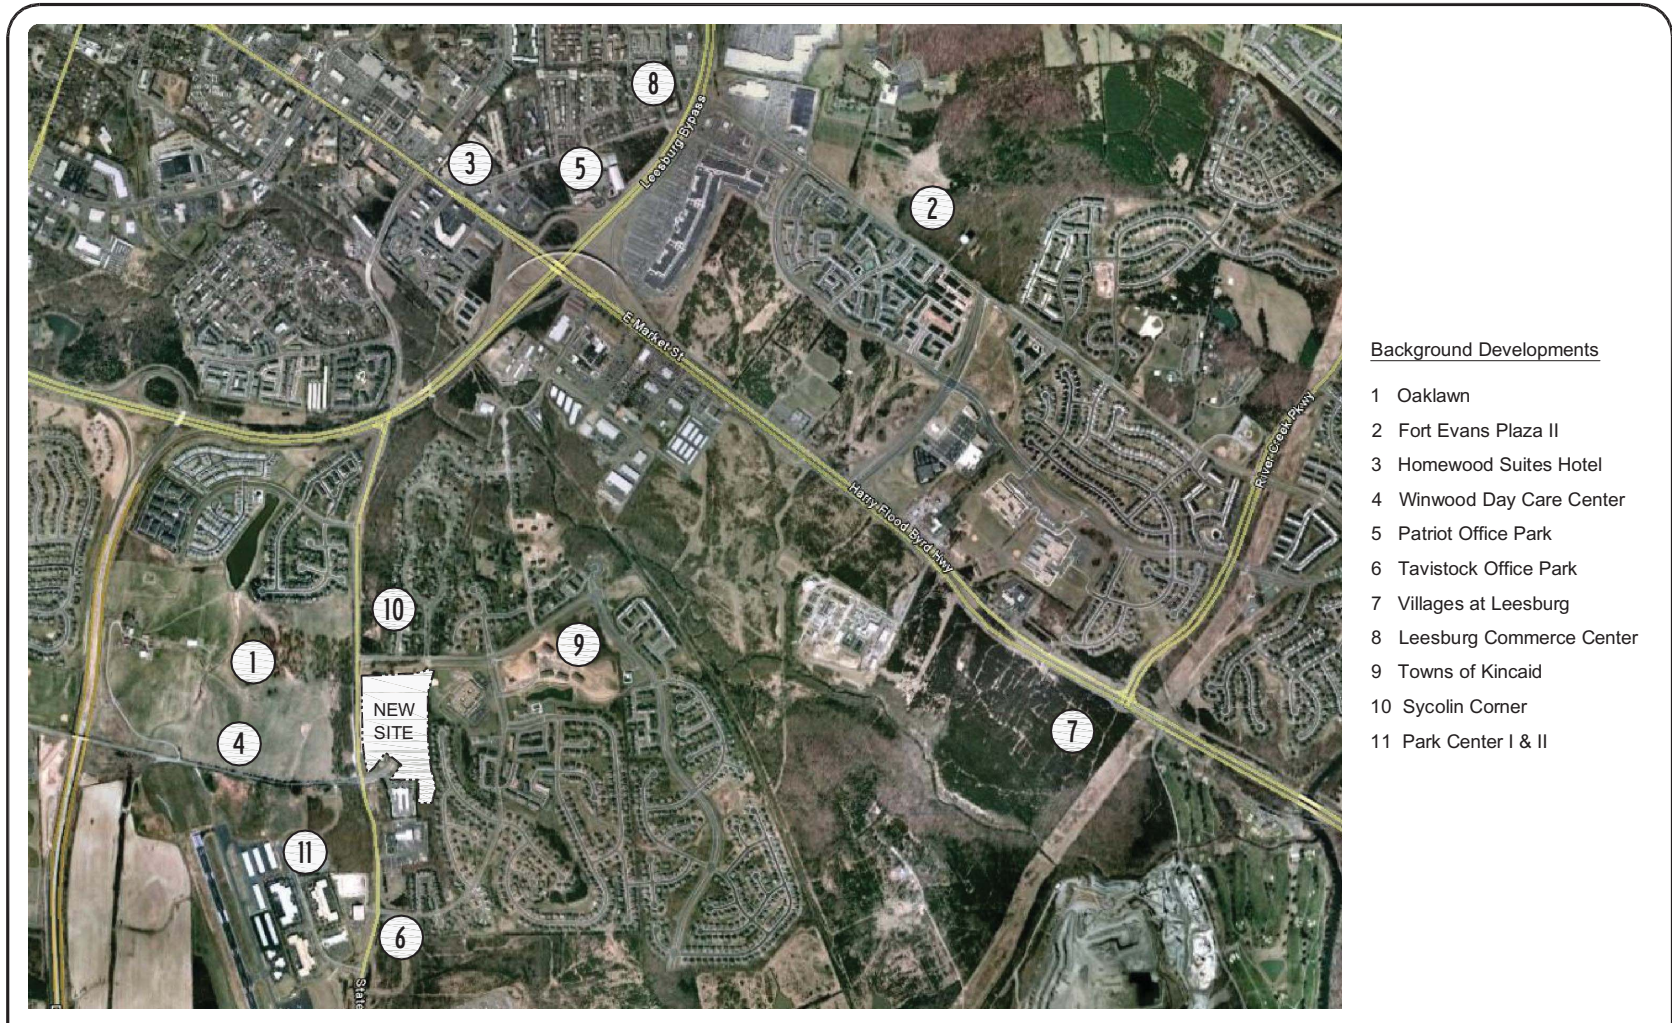 8
Leesburg Bypass
3
5
2
E Market St
Background Developments
1 Oaklawn
2 Fort Evans Plaza II
3 Homewood Suites Hotel
4 Winwood Day Care Center
5 Patriot Office Park
6 Tavistock Office Park
7 Villages at Leesburg
8 Leesburg Commerce Center
9 Towns of Kincaid
10 Sycolin Corner
11 Park Center I & II
River Creek Pkwy
Harry Flood Byrd Hwy
10
9
1
NEW
SITE
4
7
11
6
State